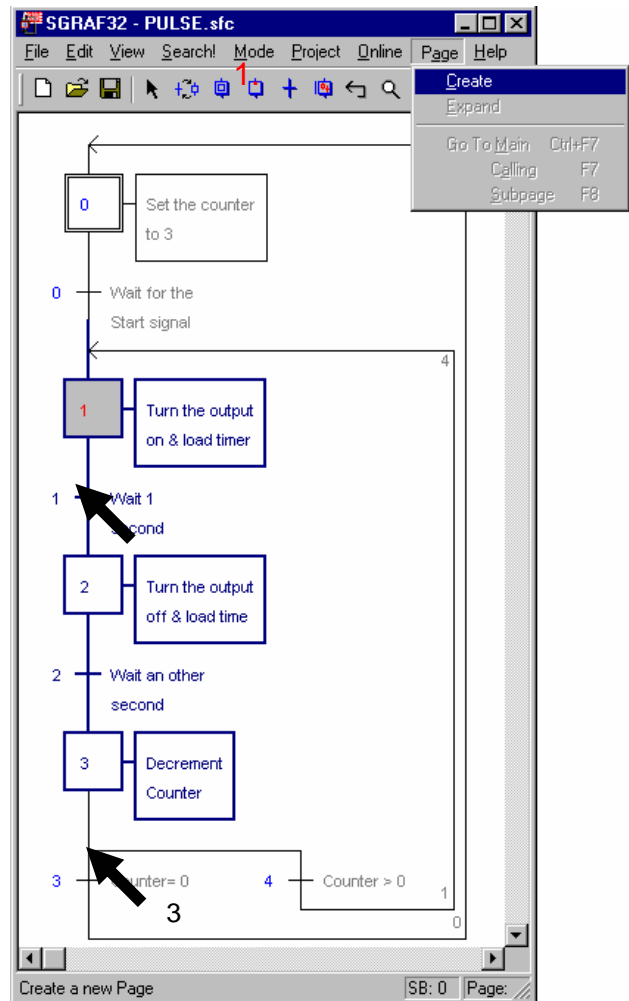 SGRAF32 - PULSE.sfc
File Edit View Search! Mode Project Online Page Help
1
Create
Expand
Go To Main Ctrl+F7
Calling F7
Subpage F8
0 Set the counter
to 3
0 Wait for the
Start signal
4
1 Turn the output
on & load timer
1 Wait 1
second
2 Turn the output
off & load time
2 Wait an other
second
3 Decrement
Counter
3 Counter= 0 4 Counter > 0 1
3 0
Create a new Page SB: 0 Page: